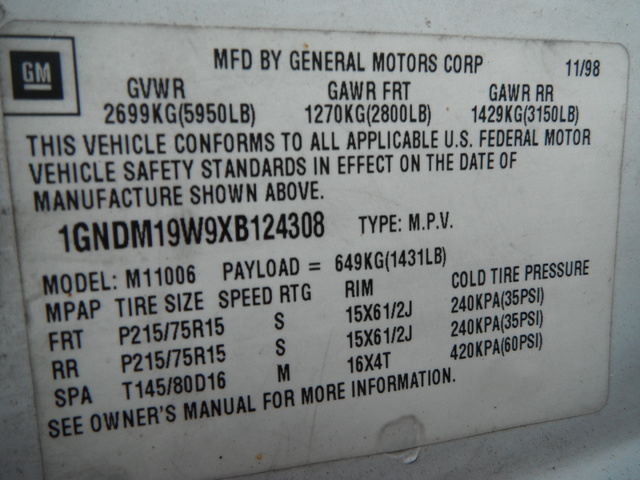 GM
MFD BY GENERAL MOTORS CORP 11/98
GVWR GAWR FRT GAWR RR
2699KG(5950LB) 1270KG(2800LB) 1429KG(3150LB)
THIS VEHICLE CONFORMS TO ALL APPLICABLE U.S. FEDERAL MOTOR
VEHICLE SAFETY STANDARDS IN EFFECT ON THE DATE OF
MANUFACTURE SHOWN ABOVE.
1GNDM19W9XB124308 TYPE: M.P.V.
MODEL: M11006 PAYLOAD = 649KG(1431LB)
MPAP TIRE SIZE SPEED RTG RIM COLD TIRE PRESSURE
FRT P215/75R15 S 15X61/2J 240KPA(35PSI)
RR P215/75R15 S 15X61/2J 240KPA(35PSI)
SPA T145/80D16 M 16X4T 420KPA(60PSI)
SEE OWNER'S MANUAL FOR MORE INFORMATION.